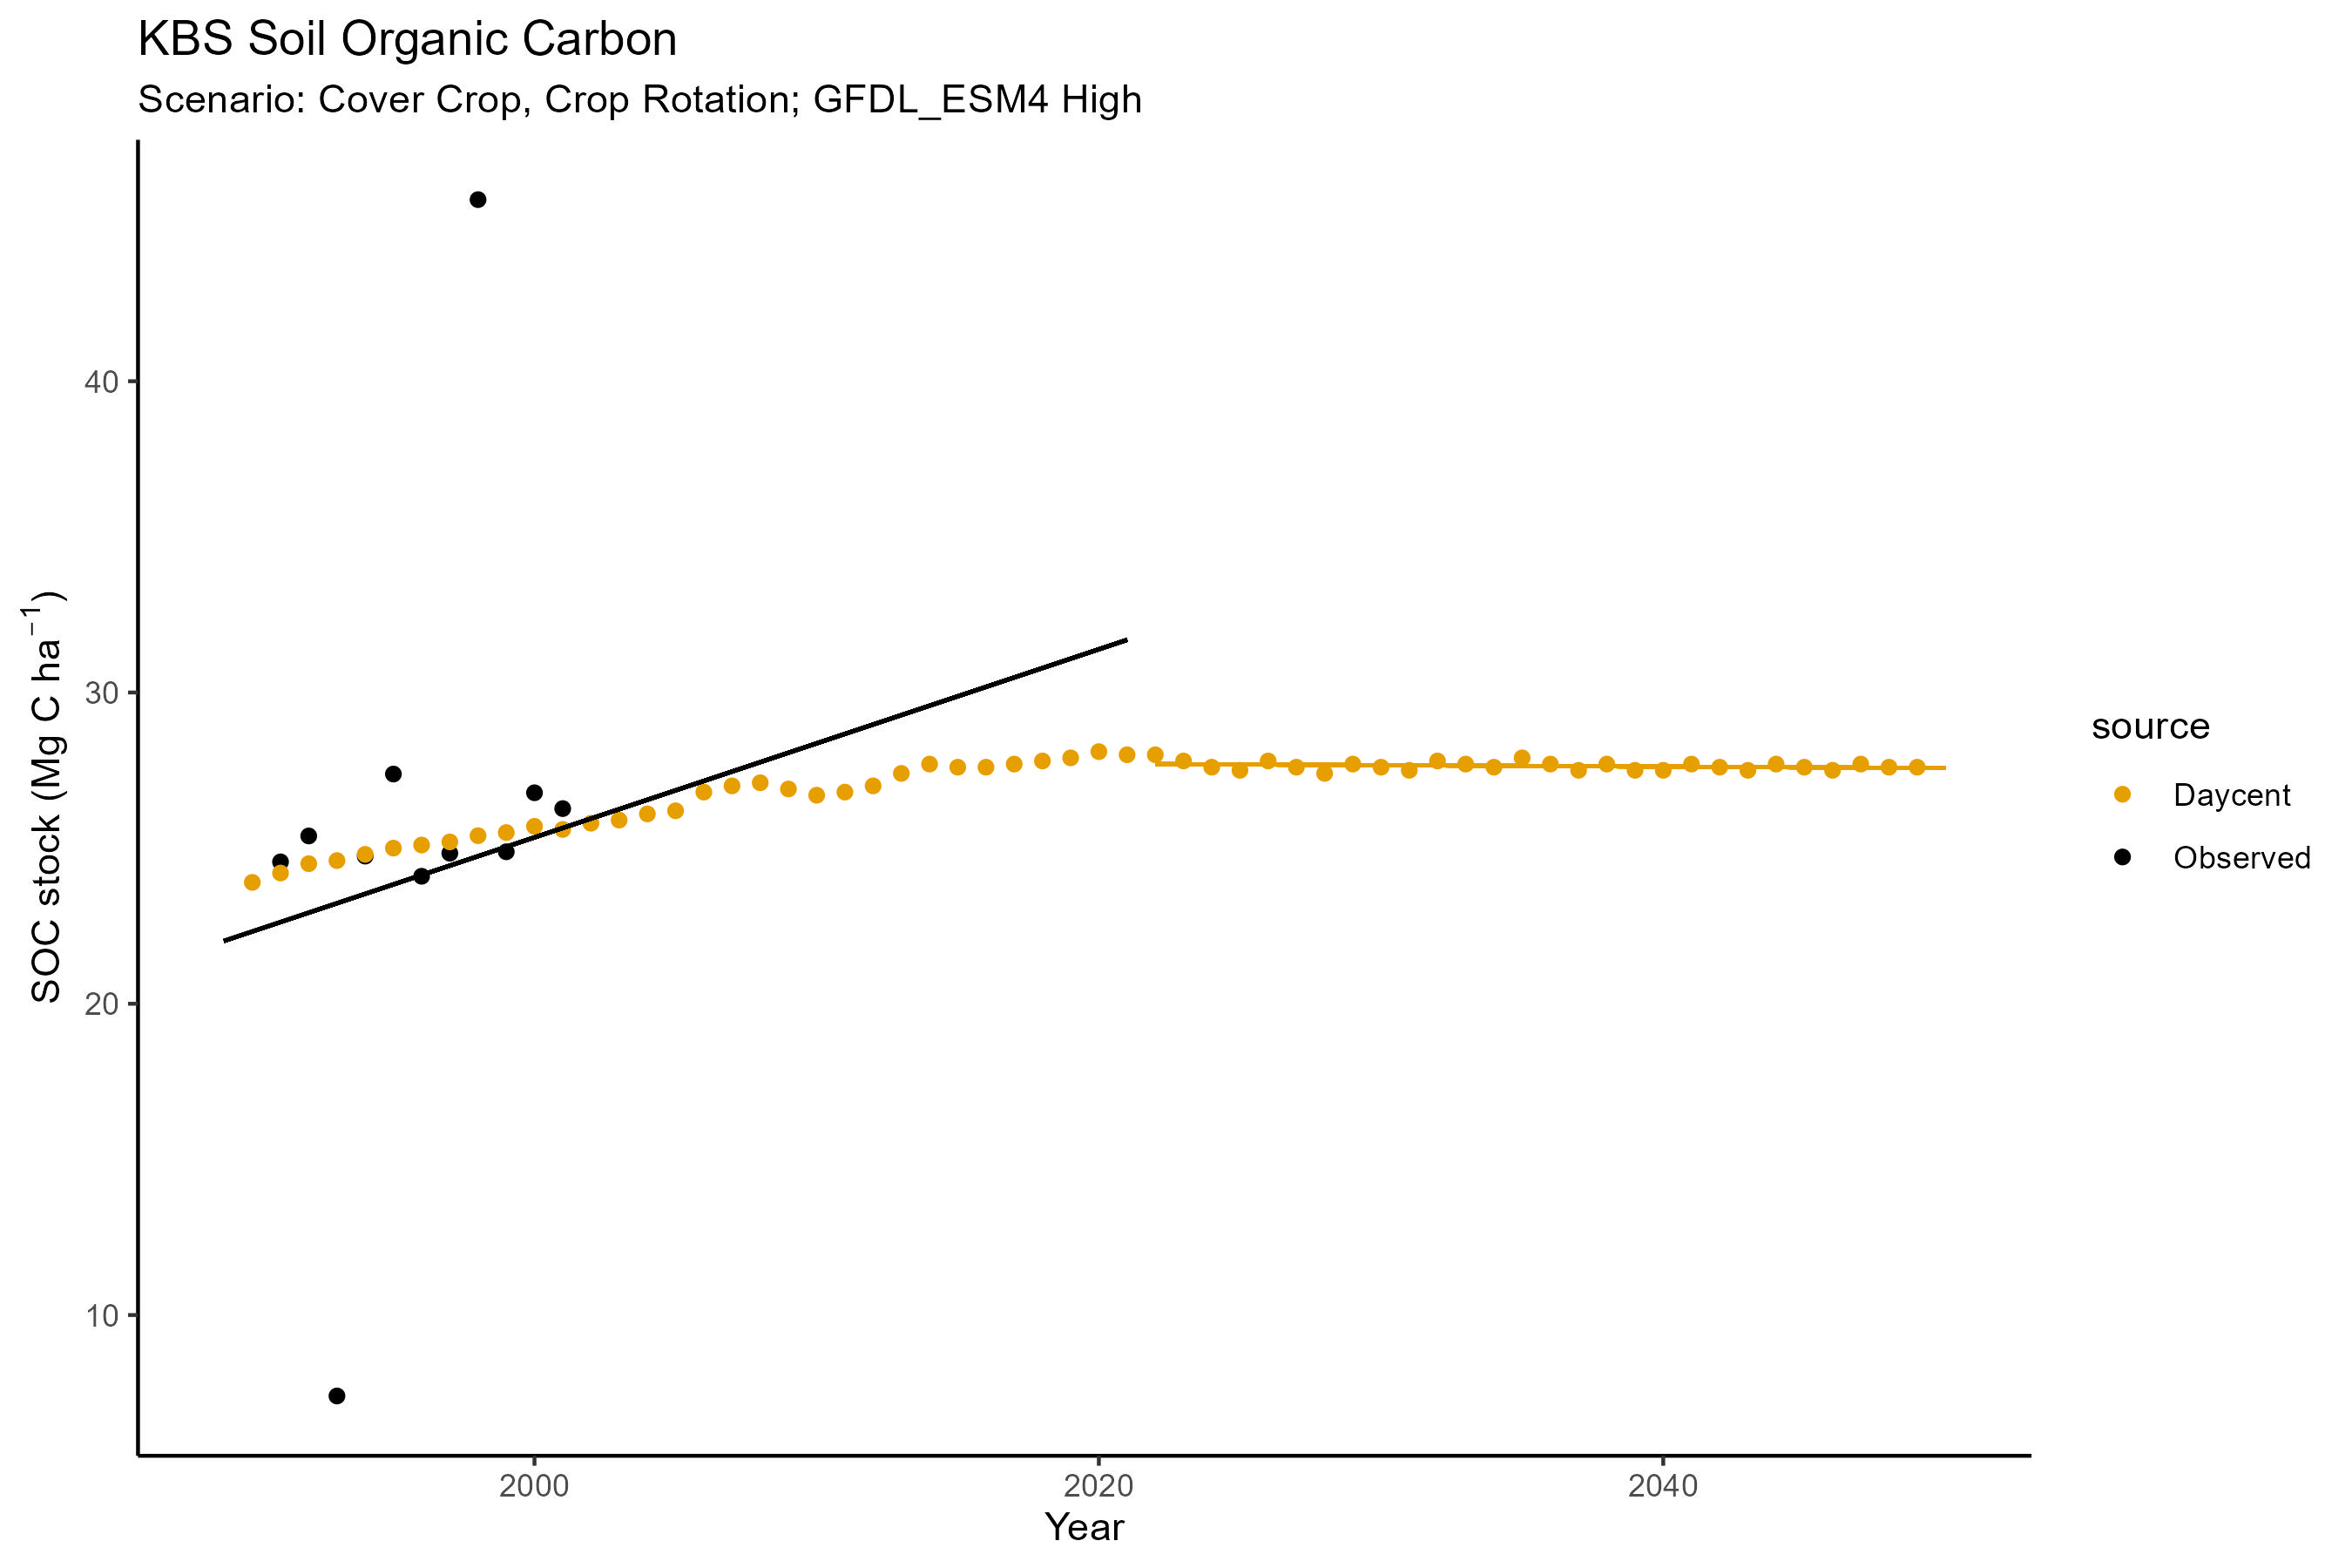 KBS Soil Organic Carbon
Scenario: Cover Crop, Crop Rotation; GFDL_ESM4 High
SOC stock (Mg C ha⁻¹)
40
30
20
10
2000
2020
2040
Year
source
Daycent
Observed